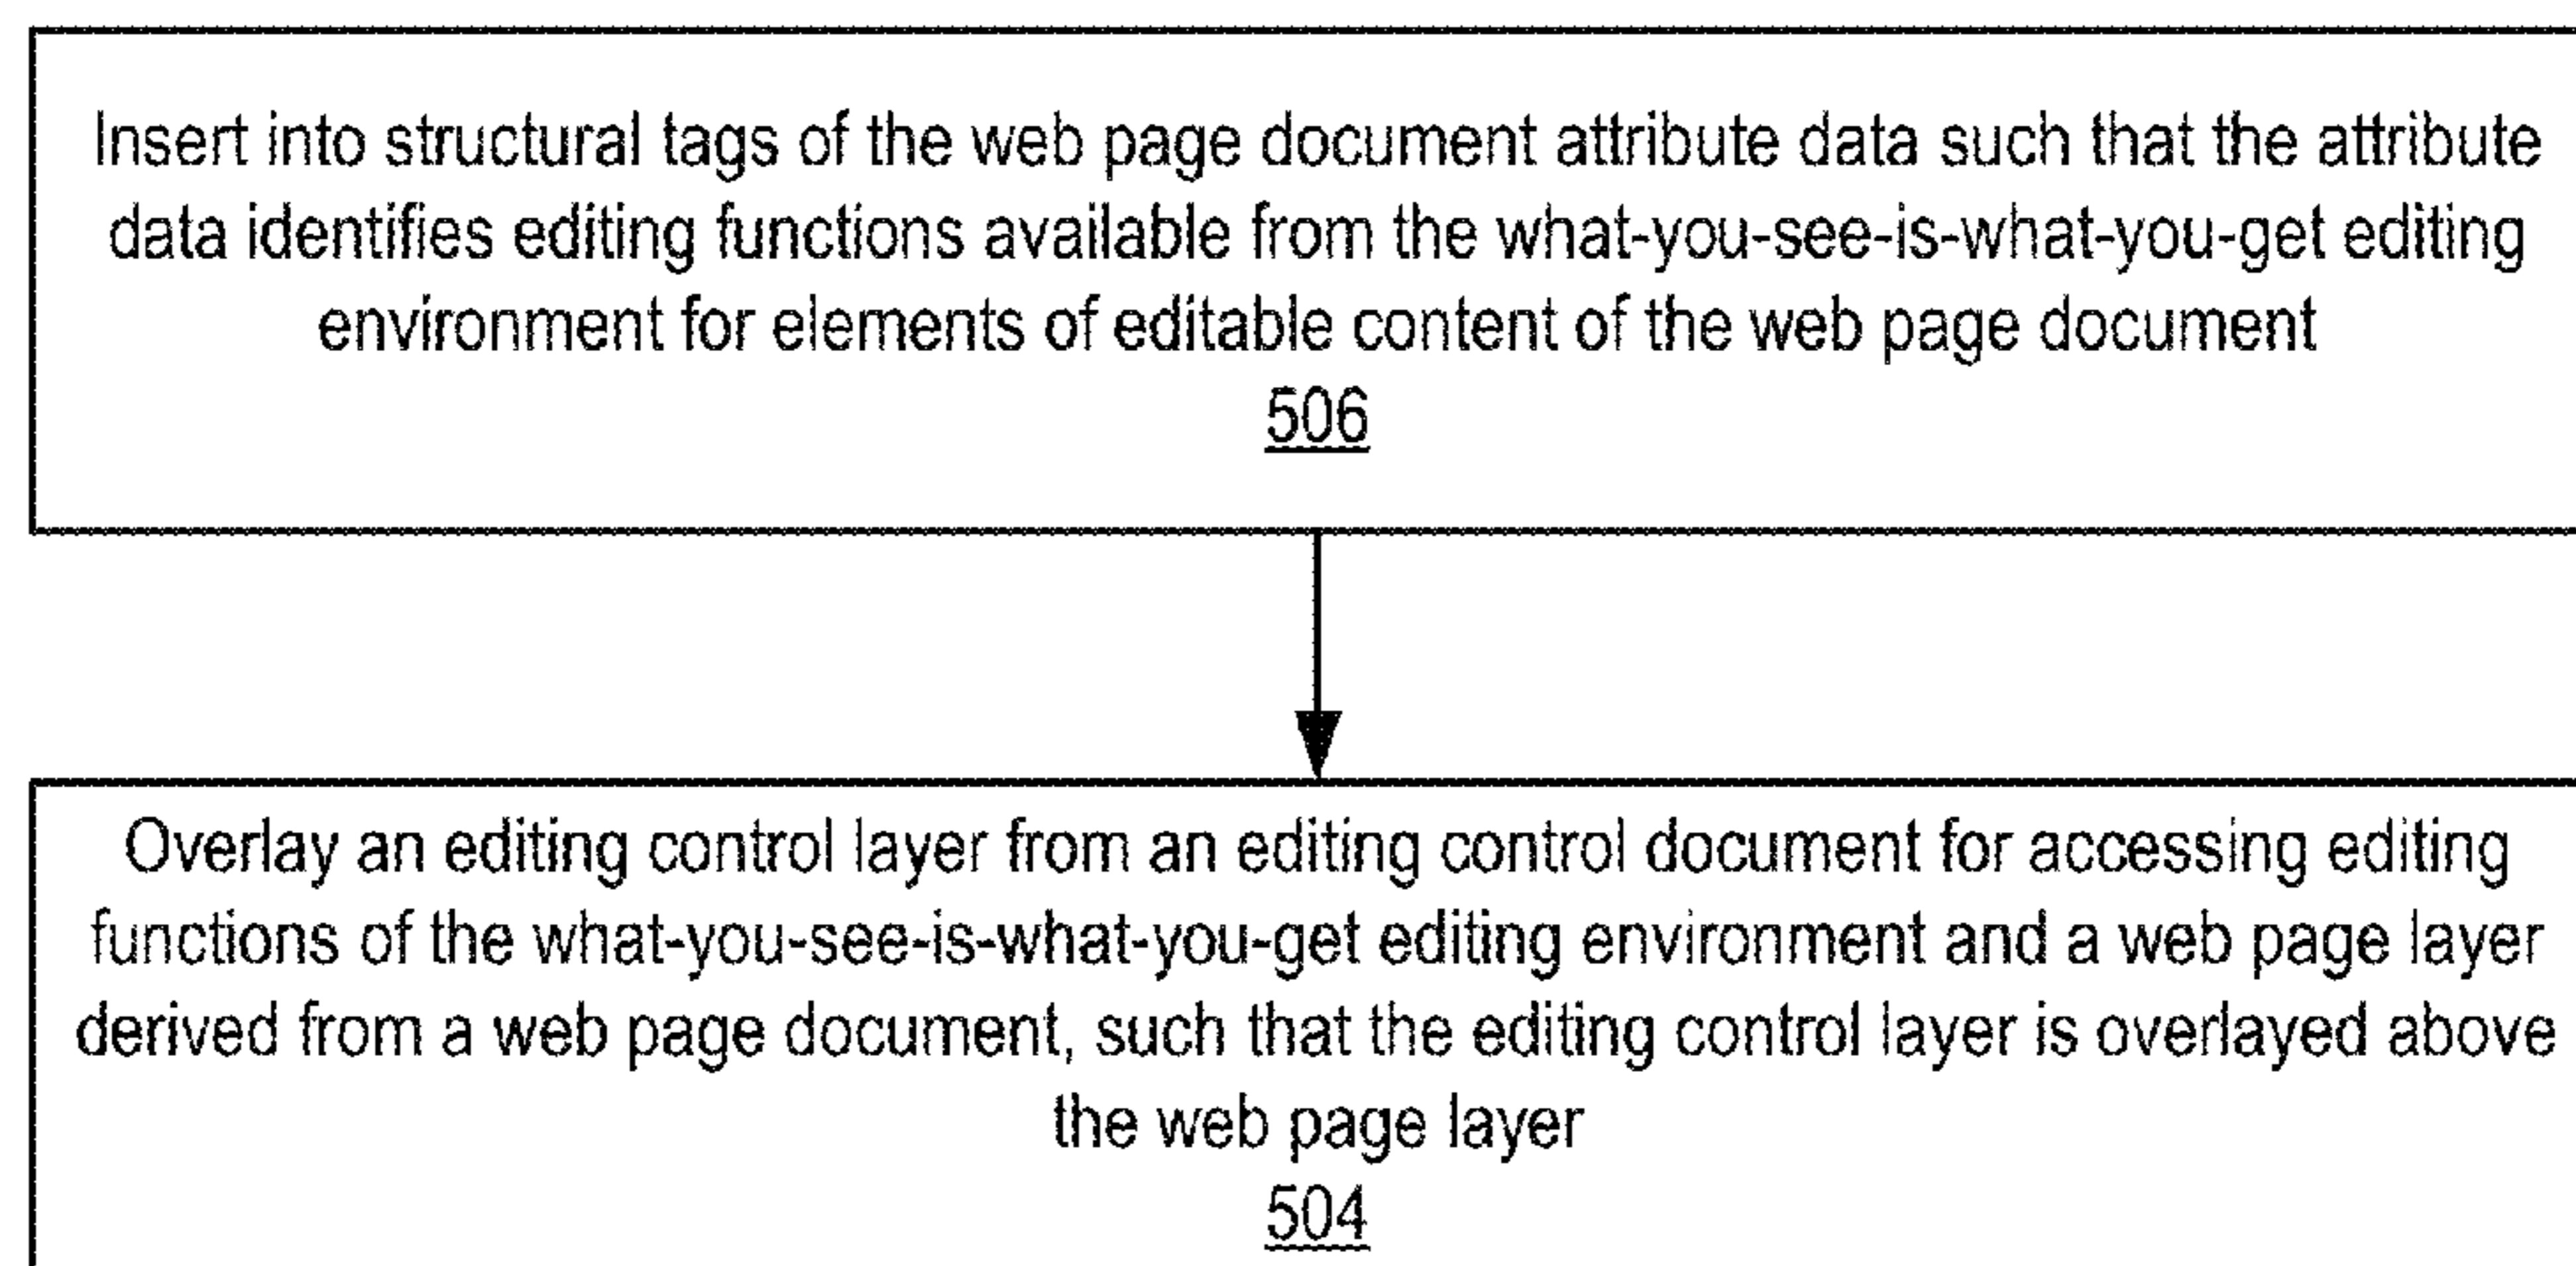 Insert into structural tags of the web page document attribute data such that the attribute
data identifies editing functions available from the what-you-see-is-what-you-get editing
environment for elements of editable content of the web page document
506
Overlay an editing control layer from an editing control document for accessing editing
functions of the what-you-see-is-what-you-get editing environment and a web page layer
derived from a web page document, such that the editing control layer is overlayed above
the web page layer
504